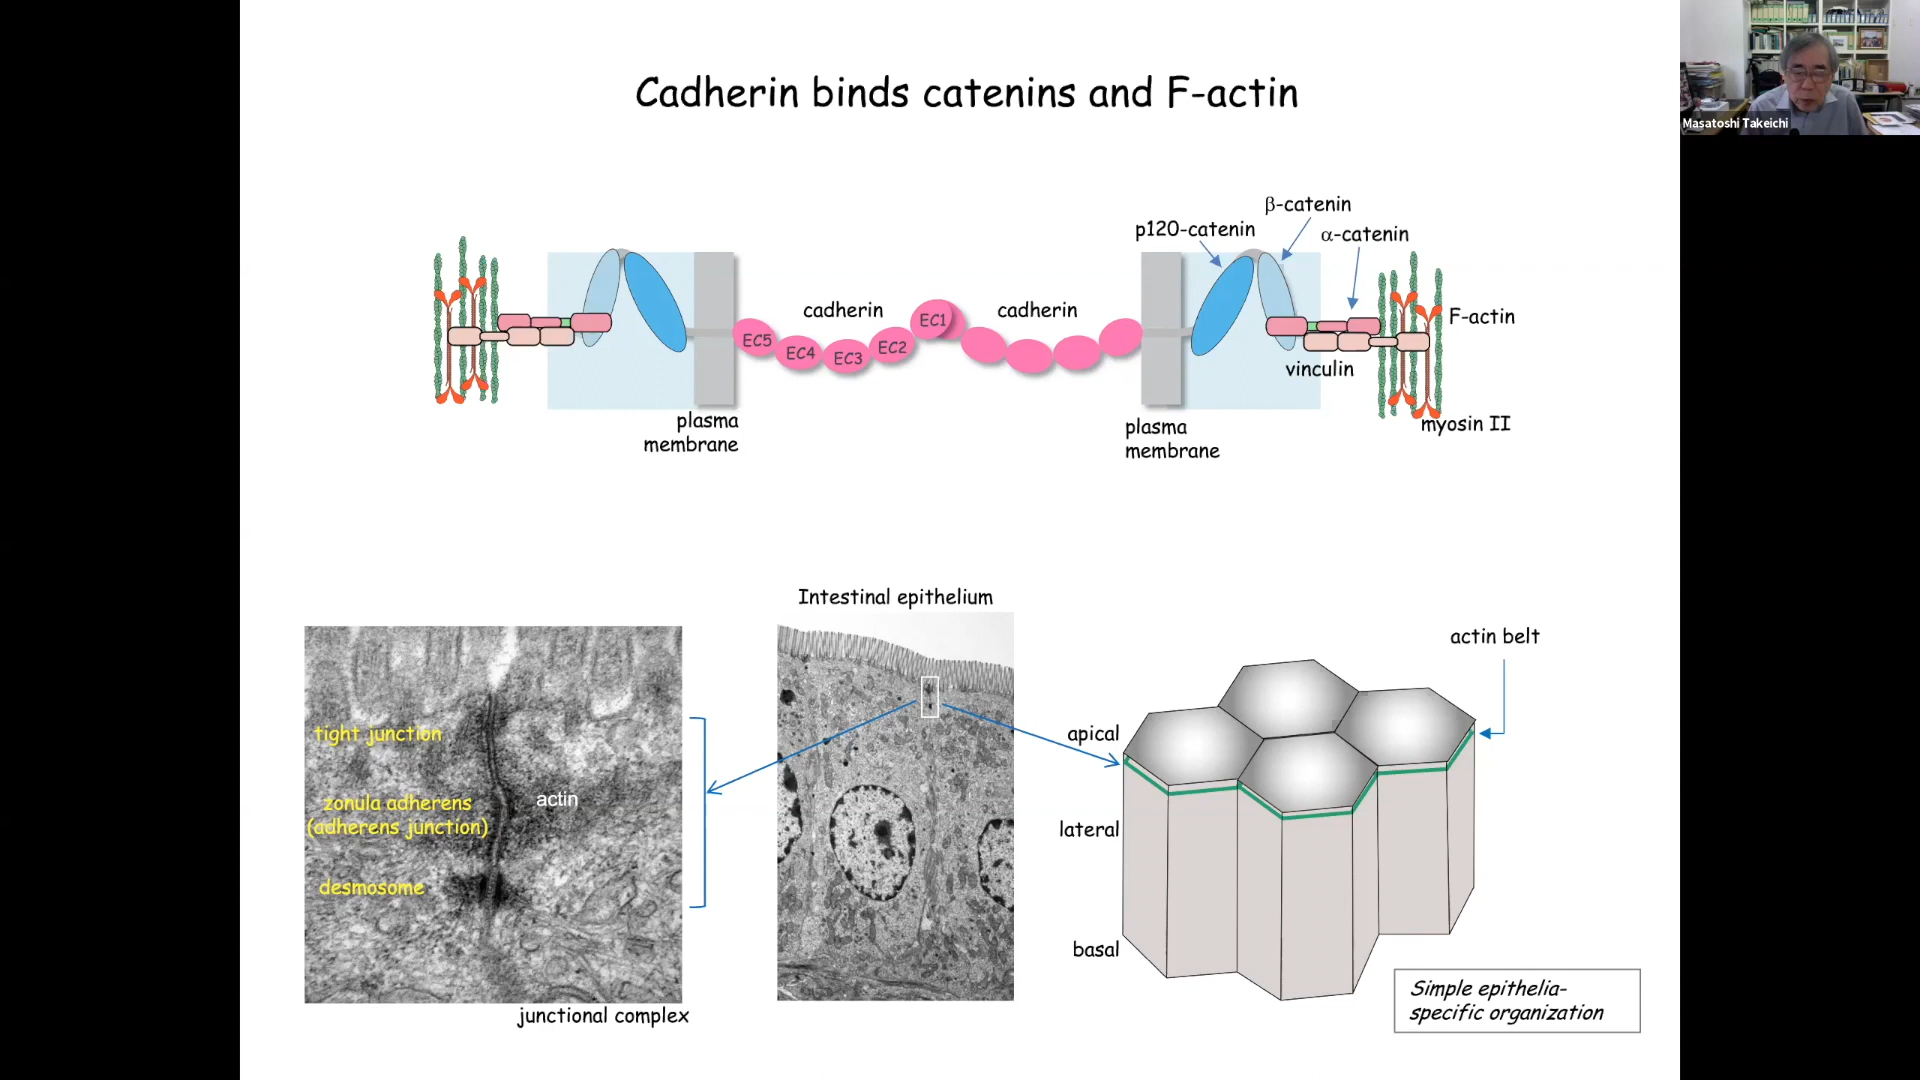 Cadherin binds catenins and F-actin
Masatoshi Takeichi
β-catenin
p120-catenin
α-catenin
cadherin
cadherin
EC1
EC2
EC3
EC4
EC5
F-actin
vinculin
plasma
membrane
plasma
membrane
myosin II
Intestinal epithelium
tight junction
zonula adherens
(adherens junction)
actin
desmosome
junctional complex
actin belt
apical
lateral
basal
Simple epithelia-
specific organization